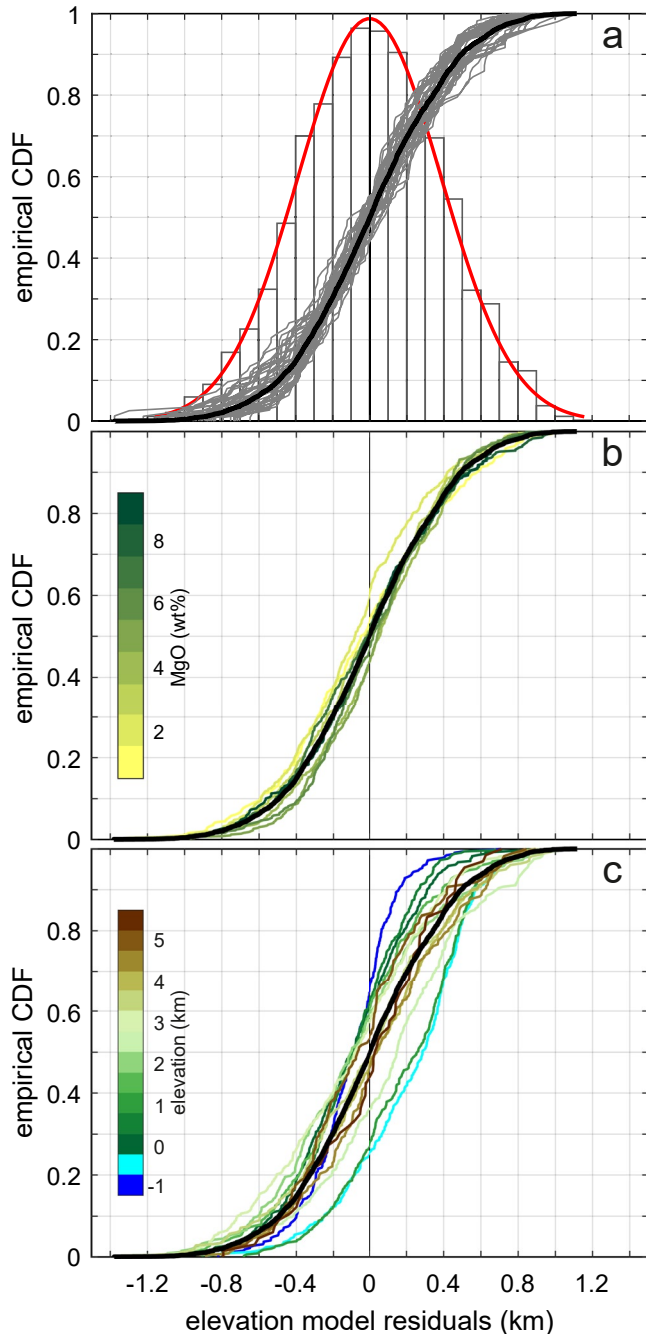 a
1
0.8
0.6
0.4
0.2
0
empirical CDF
b
0.8
0.6
0.4
0.2
0
empirical CDF
8
6
4
2
MgO (wt%)
c
0.8
0.6
0.4
0.2
0
empirical CDF
5
4
3
2
1
0
-1
elevation (km)
-1.2 -0.8 -0.4 0 0.4 0.8 1.2
elevation model residuals (km)